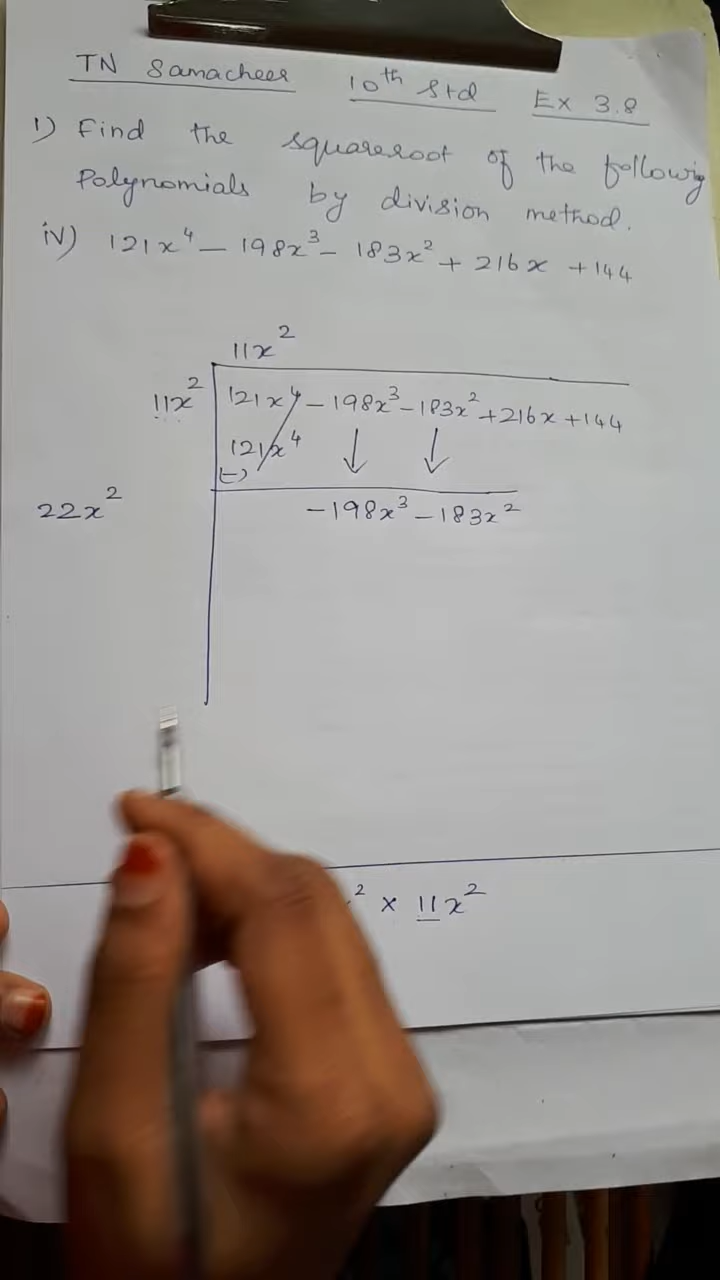 TN Samacheer 10th Std Ex 3.8
1) Find the squareroot of the following
Polynomials by division method.
iv) 121x⁴ - 198x³ - 183x² + 216x + 144
11x²
11x² 121x⁴ - 198x³ - 183x² + 216x + 144
121x⁴
(-)
22x² - 198x³ - 183x²
² × 11x²